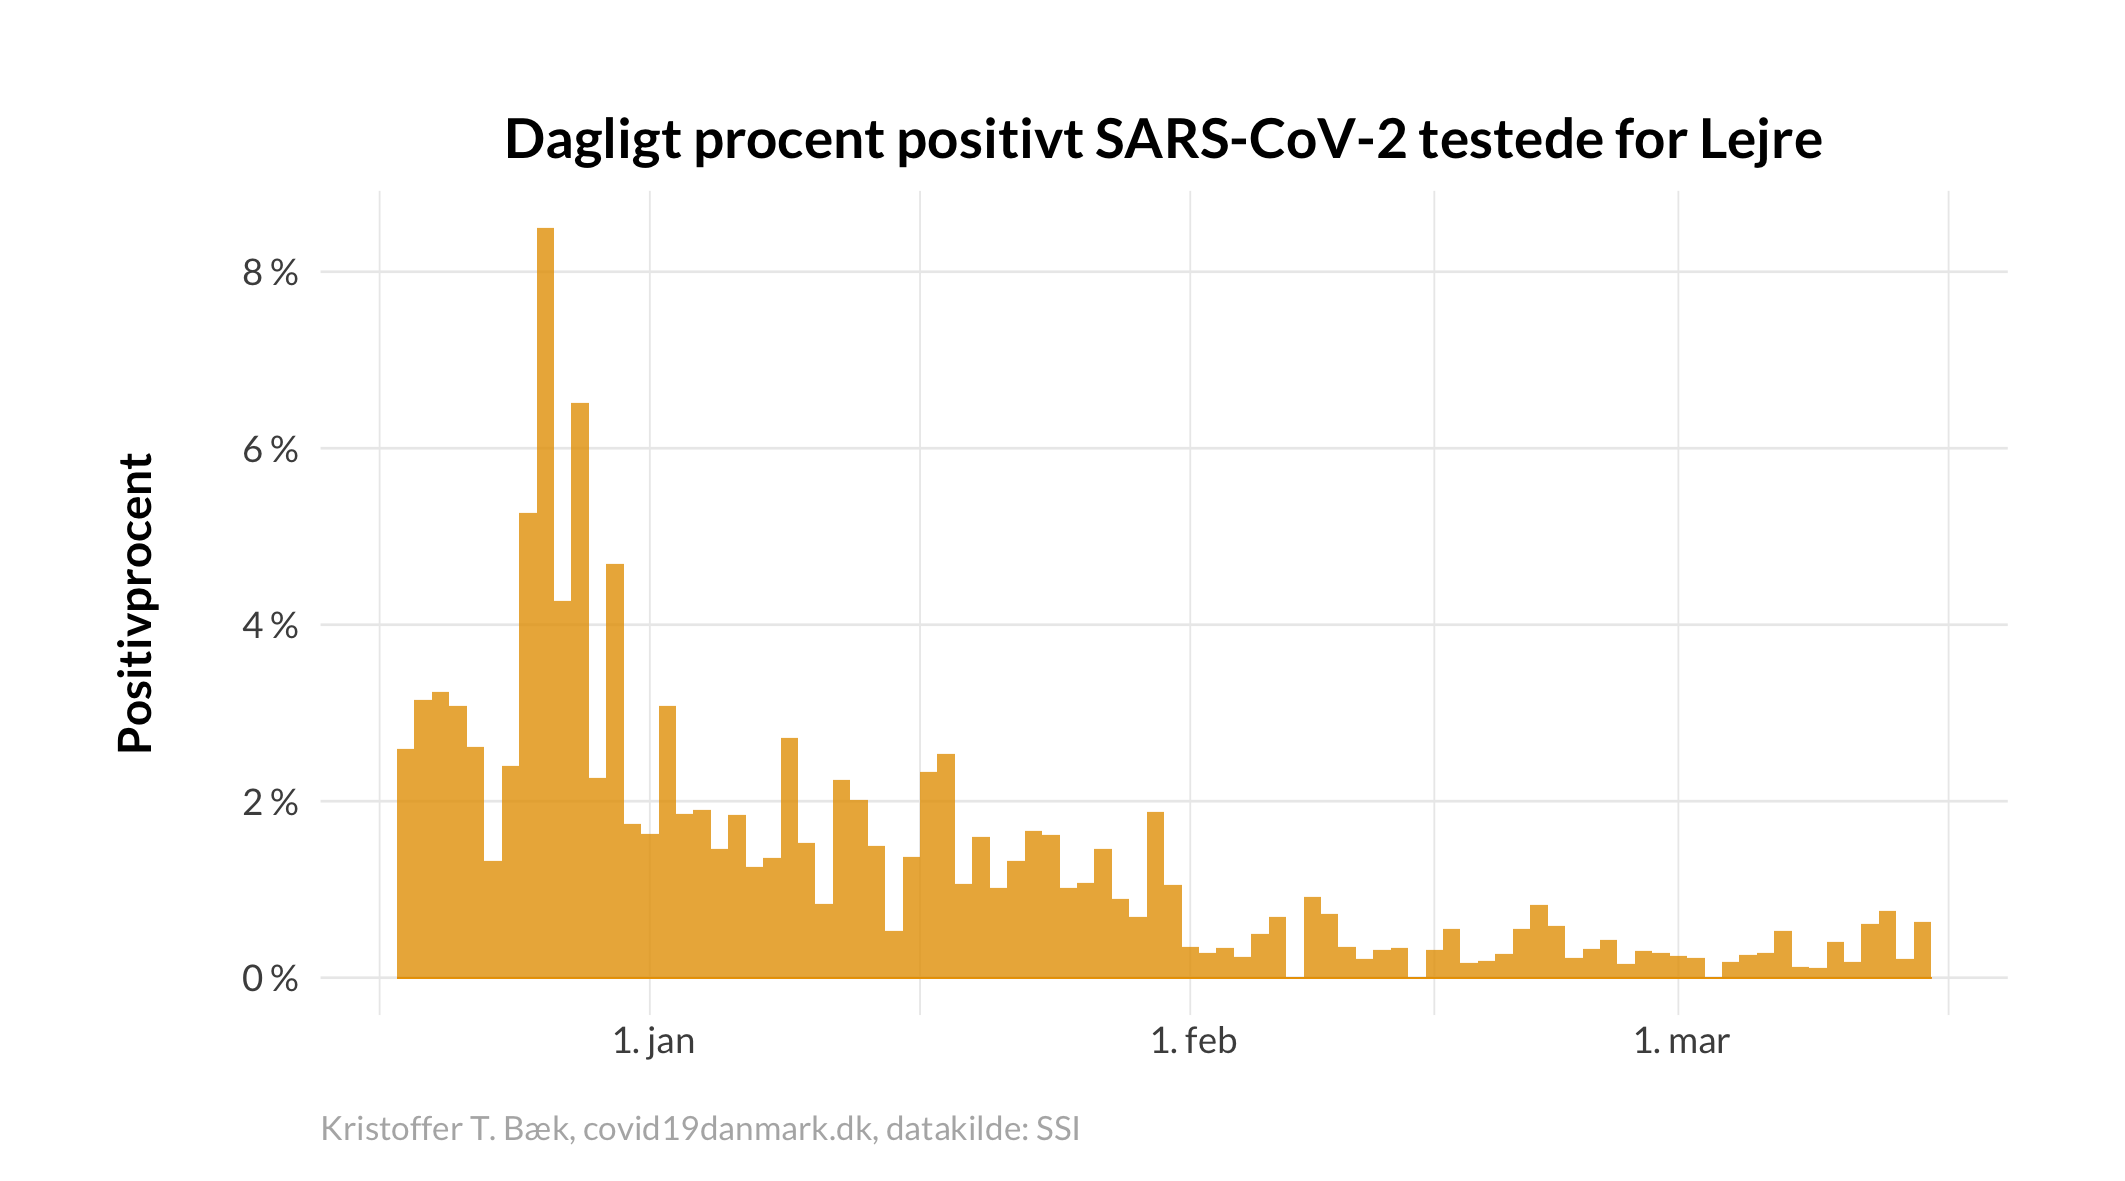 Dagligt procent positivt SARS-CoV-2 testede for Lejre
Positivprocent
8 %
6 %
4 %
2 %
0 %
1. jan
1. feb
1. mar
Kristoffer T. Bæk, covid19danmark.dk, datakilde: SSI